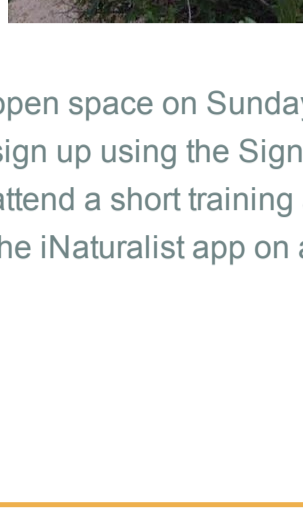 open space on Sunday
sign up using the Sign
attend a short training
the iNaturalist app on a